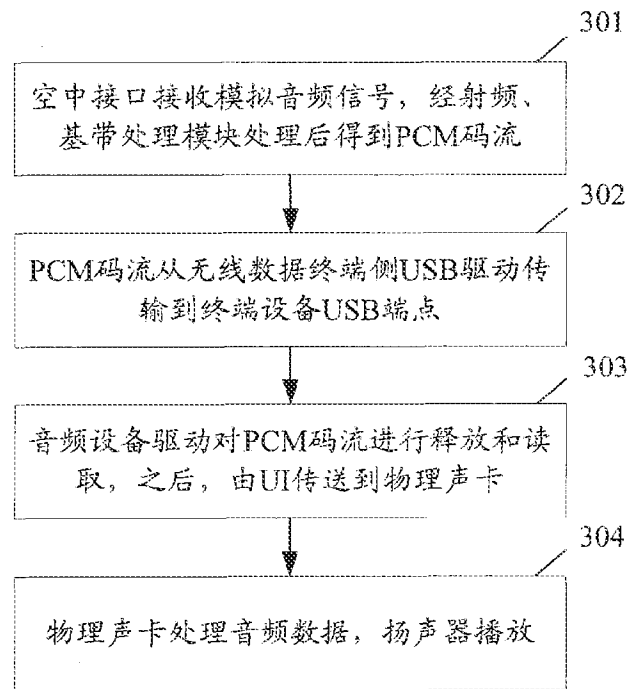 301
空中接口接收模拟音频信号，经射频、
基带处理模块处理后得到PCM码流
302
PCM码流从无线数据终端侧USB驱动传
输到终端设备USB端点
303
音频设备驱动对PCM码流进行释放和读
取，之后，由UI传送到物理声卡
304
物理声卡处理音频数据，扬声器播放